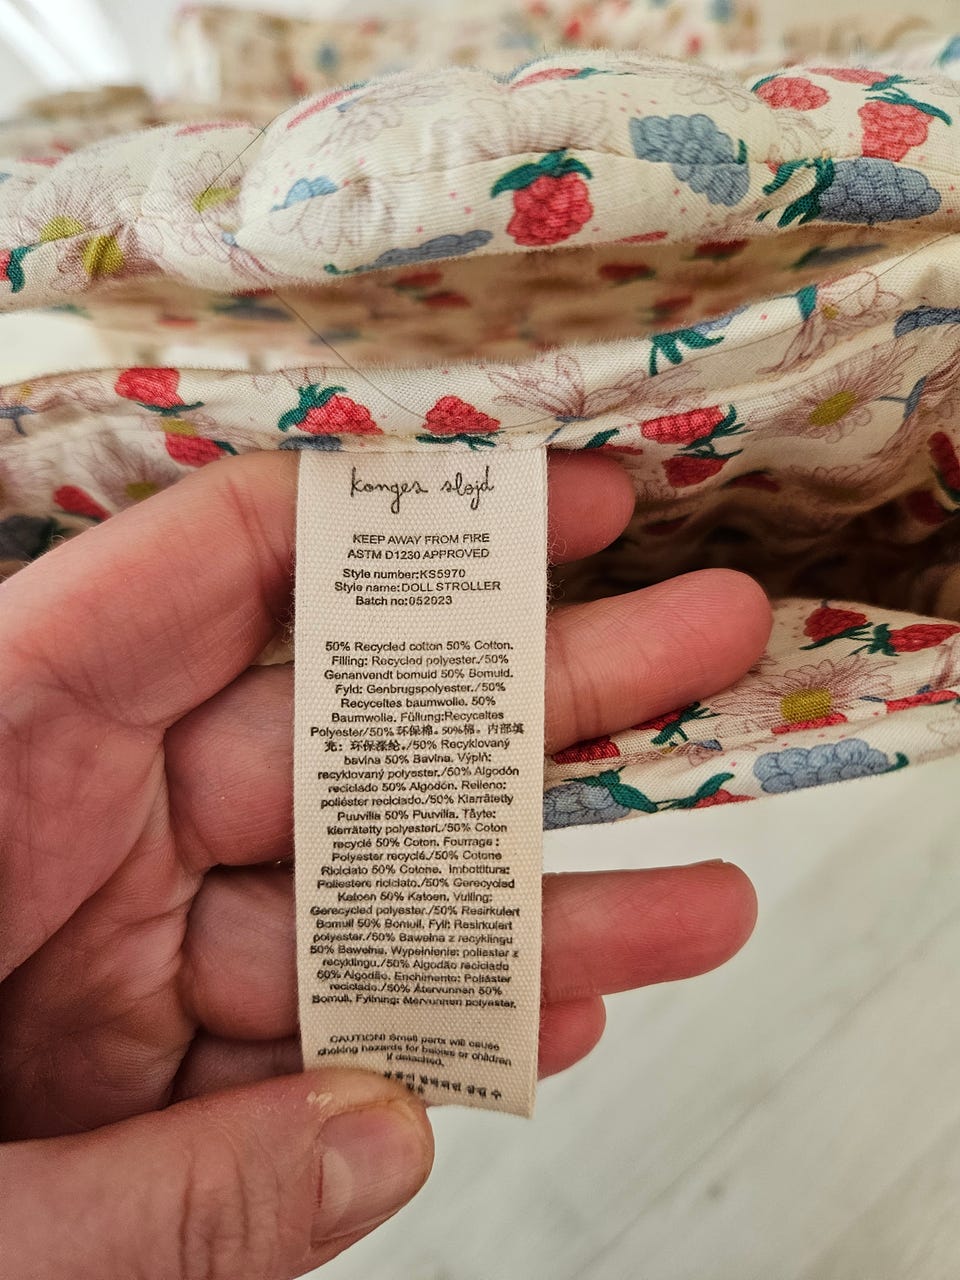 konges sløjd
KEEP AWAY FROM FIRE
ASTM D1230 APPROVED
Style number:KS5970
Style name:DOLL STROLLER
Batch no:052023
50% Recycled cotton 50% Cotton.
Filling: Recycled polyester./50%
Genanvendt bomuld 50% Bomuld.
Fyld: Genbrugspolyester./50%
Recyceltes baumwolle. 50%
Baumwolle. Füllung:Recyceltes
Polyester/50%环保棉。50%棉。内部填
充：环保涤纶。/50% Recyklovaný
bavlna 50% Bavlna. Výplň:
recyklovaný polyester./50% Algodón
reciclado 50% Algodón. Relleno:
poliéster reciclado./50% Kierrätetty
Puuvilla 50% Puuvilla. Täyte:
kierrätetty polyesteri./50% Coton
recyclé 50% Coton. Fourrage :
Polyester recyclé./50% Cotone
Riciclato 50% Cotone. Imbottitura:
Poliestere riciclato./50% Gerecycled
Katoen 50% Katoen. Vulling:
Gerecycled polyester./50% Resirkulert
Bomull 50% Bomull. Fyll: Resirkulert
polyester./50% Bawełna z recyklingu
50% Bawełna. Wypełnienie: poliester z
recyklingu./50% Algodão reciclado
50% Algodão. Enchimento: Poliéster
reciclado./50% Återvunnen 50%
Bomull. Fyllning: återvunnen polyester.
CAUTION! Small parts will cause
choking hazards for babies or children
if detached.